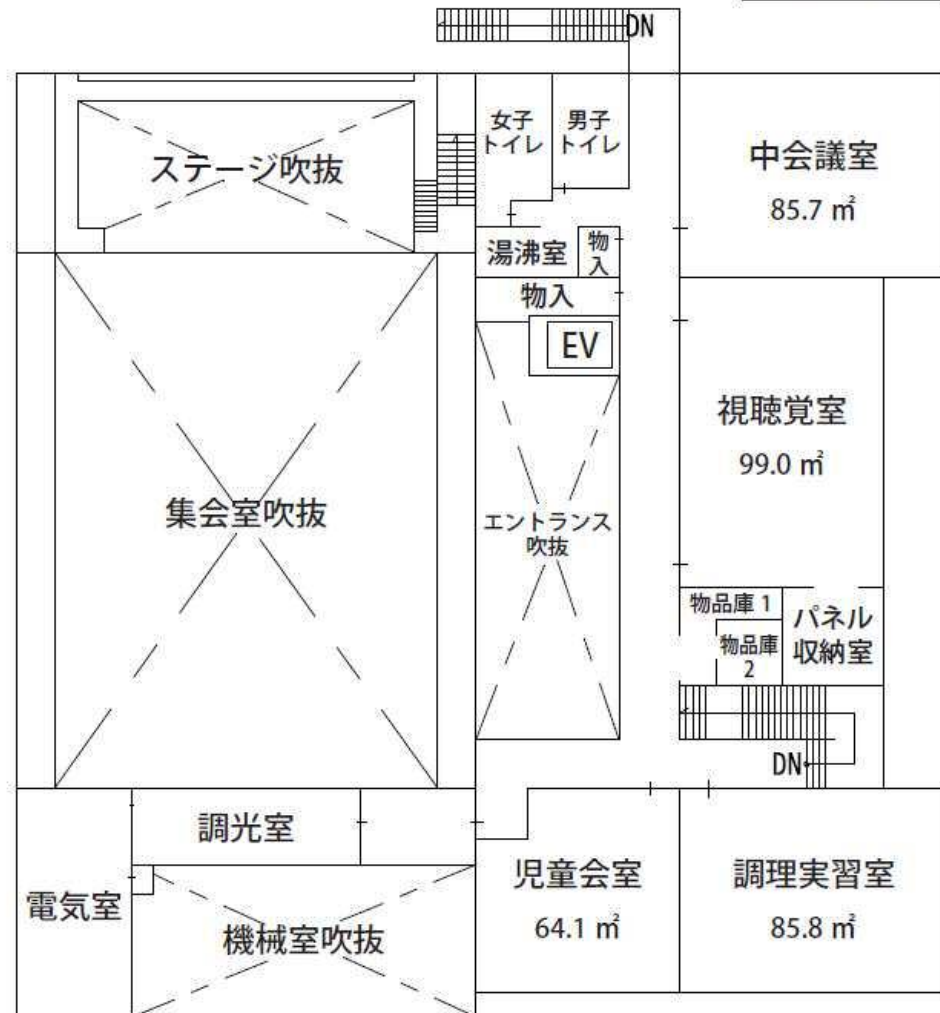 DN
女子
トイレ
男子
トイレ
中会議室
85.7 ㎡
ステージ吹抜
湯沸室
物
入
物入
EV
視聴覚室
99.0 ㎡
集会室吹抜
エントランス
吹抜
物品庫 1
物品庫
2
パネル
収納室
DN
調光室
電気室
機械室吹抜
児童会室
64.1 ㎡
調理実習室
85.8 ㎡